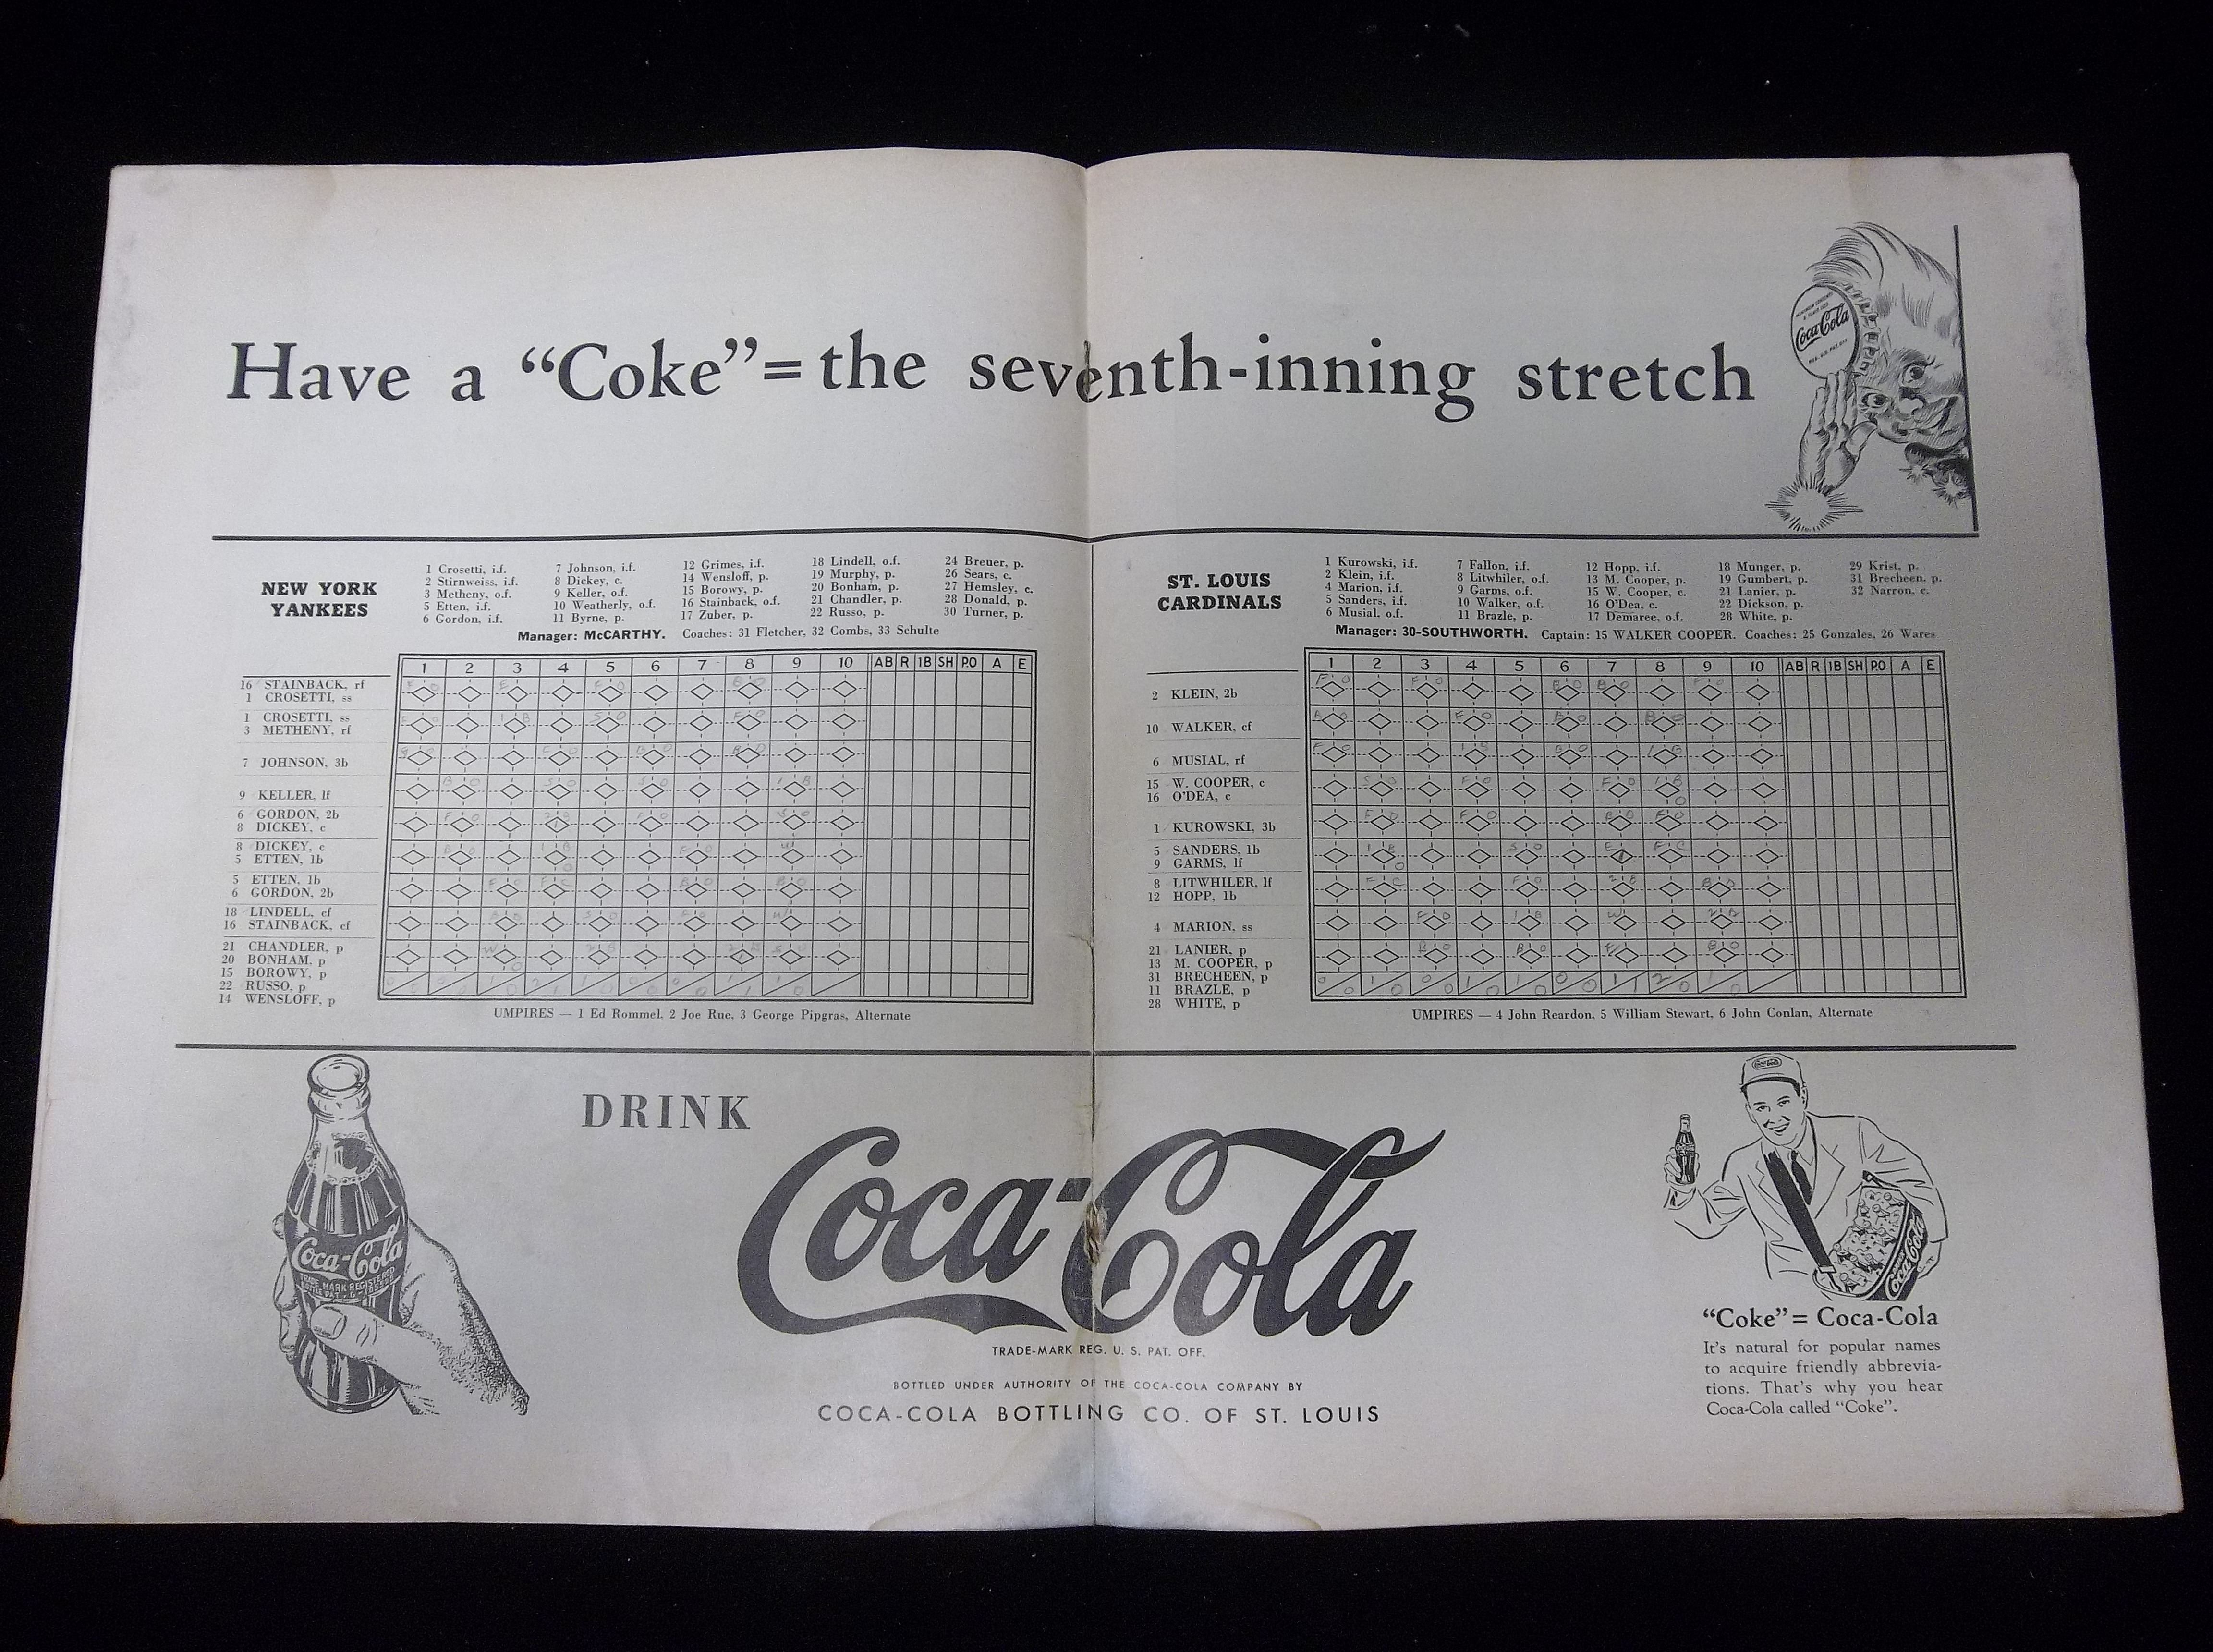 Have a “Coke” = the seventh-inning stretch
Coca-Cola
NEW YORK
YANKEES
1 Crosetti, i.f.
2 Stirnweiss, i.f.
3 Metheny, o.f.
5 Etten, i.f.
6 Gordon, i.f.
7 Johnson, i.f.
8 Dickey, c.
9 Keller, o.f.
10 Weatherly, o.f.
11 Byrne, p.
12 Grimes, i.f.
14 Wensloff, p.
15 Borowy, p.
16 Stainback, o.f.
17 Zuber, p.
18 Lindell, o.f.
19 Murphy, p.
20 Bonham, p.
21 Chandler, p.
22 Russo, p.
24 Breuer, p.
26 Sears, c.
27 Hemsley, c.
28 Donald, p.
30 Turner, p.
Manager: McCARTHY. Coaches: 31 Fletcher, 32 Combs, 33 Schulte
1 2 3 4 5 6 7 8 9 10 AB R 1B SH P.O A E
16 STAINBACK, rf
1 CROSETTI, ss
1 CROSETTI, ss
3 METHENY, rf
7 JOHNSON, 3b
9 KELLER, lf
6 GORDON, 2b
8 DICKEY, c
8 DICKEY, c
5 ETTEN, 1b
5 ETTEN, 1b
6 GORDON, 2b
18 LINDELL, cf
16 STAINBACK, cf
21 CHANDLER, p
20 BONHAM, p
15 BOROWY, p
22 RUSSO, p
14 WENSLOFF, p
UMPIRES — 1 Ed Rommel, 2 Joe Rue, 3 George Pipgras, Alternate
ST. LOUIS
CARDINALS
1 Kurowski, i.f.
2 Klein, i.f.
4 Marion, i.f.
5 Sanders, i.f.
6 Musial, o.f.
7 Fallon, i.f.
8 Litwhiler, o.f.
9 Garms, o.f.
10 Walker, o.f.
11 Brazle, p.
12 Hopp, i.f.
13 M. Cooper, p.
15 W. Cooper, c.
16 O'Dea, c.
17 Demaree, o.f.
18 Munger, p.
19 Gumbert, p.
21 Lanier, p.
22 Dickson, p.
28 White, p.
29 Krist, p.
31 Brecheen, p.
32 Narron, c.
Manager: 30-SOUTHWORTH. Captain: 15 WALKER COOPER. Coaches: 25 Gonzales, 26 Wares
1 2 3 4 5 6 7 8 9 10 AB R 1B SH P.O A E
2 KLEIN, 2b
10 WALKER, cf
6 MUSIAL, rf
15 W. COOPER, c
16 O'DEA, c
1 KUROWSKI, 3b
5 SANDERS, 1b
9 GARMS, lf
8 LITWHILER, lf
12 HOPP, 1b
4 MARION, ss
21 LANIER, p
13 M. COOPER, p
31 BRECHEEN, p
11 BRAZLE, p
28 WHITE, p
UMPIRES — 4 John Reardon, 5 William Stewart, 6 John Conlan, Alternate
DRINK
Coca-Cola
TRADE-MARK REG. U. S. PAT. OFF.
BOTTLED UNDER AUTHORITY OF THE COCA-COLA COMPANY BY
COCA-COLA BOTTLING CO. OF ST. LOUIS
Coca-Cola
TRADE MARK REGISTERED
Coca-Cola
“Coke” = Coca-Cola
It's natural for popular names
to acquire friendly abbrevia-
tions. That's why you hear
Coca-Cola called “Coke”.